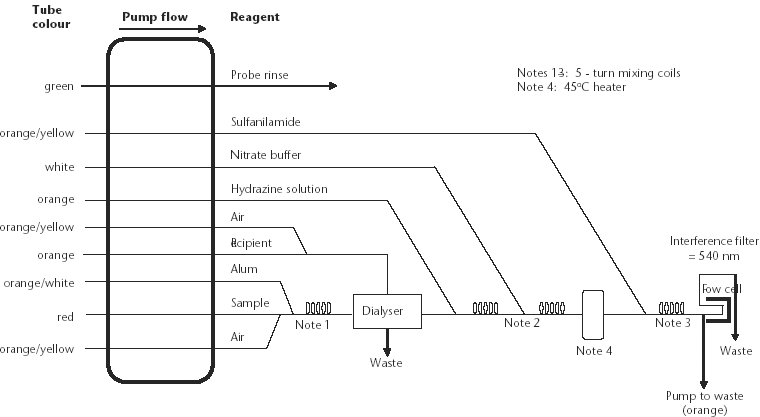 Tube
colour
Pump flow
Reagent
green
Probe rinse
Notes 13: 5 - turn mixing coils
Note 4: 45ºC heater
orange/yellow
Sulfanilamide
white
Nitrate buffer
orange
Hydrazine solution
orange/yellow
Air
orange
Recipient
orange/white
Alum
red
Sample
orange/yellow
Air
Note 1
Dialyser
Waste
Note 2
Note 4
Note 3
Interference filter
= 540 nm
Flow cell
Waste
Pump to waste
(orange)